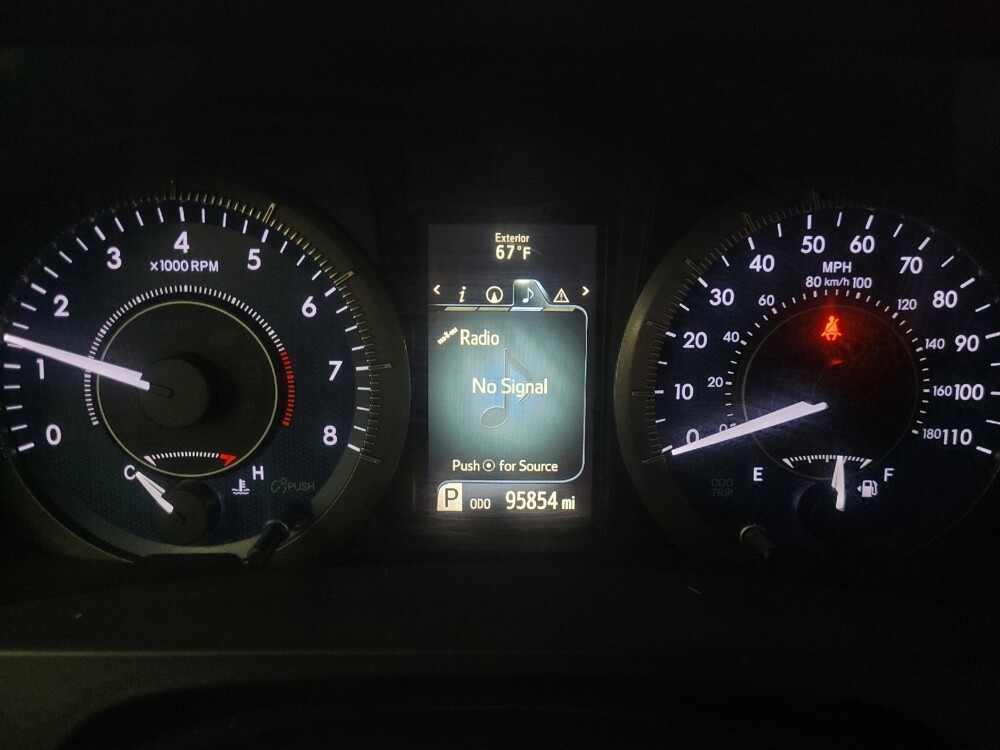 0
1
2
3
4
5
6
7
8
x1000 RPM
C
H
PUSH
Exterior
67°F
i
Radio
No Signal
Push ⦿ for Source
P ODO 95854 mi
0
10
20
30
40
50
60
70
80
90
100
110
MPH
80 km/h 100
0
20
40
60
120
140
160
180
E
F
ODO
TRIP